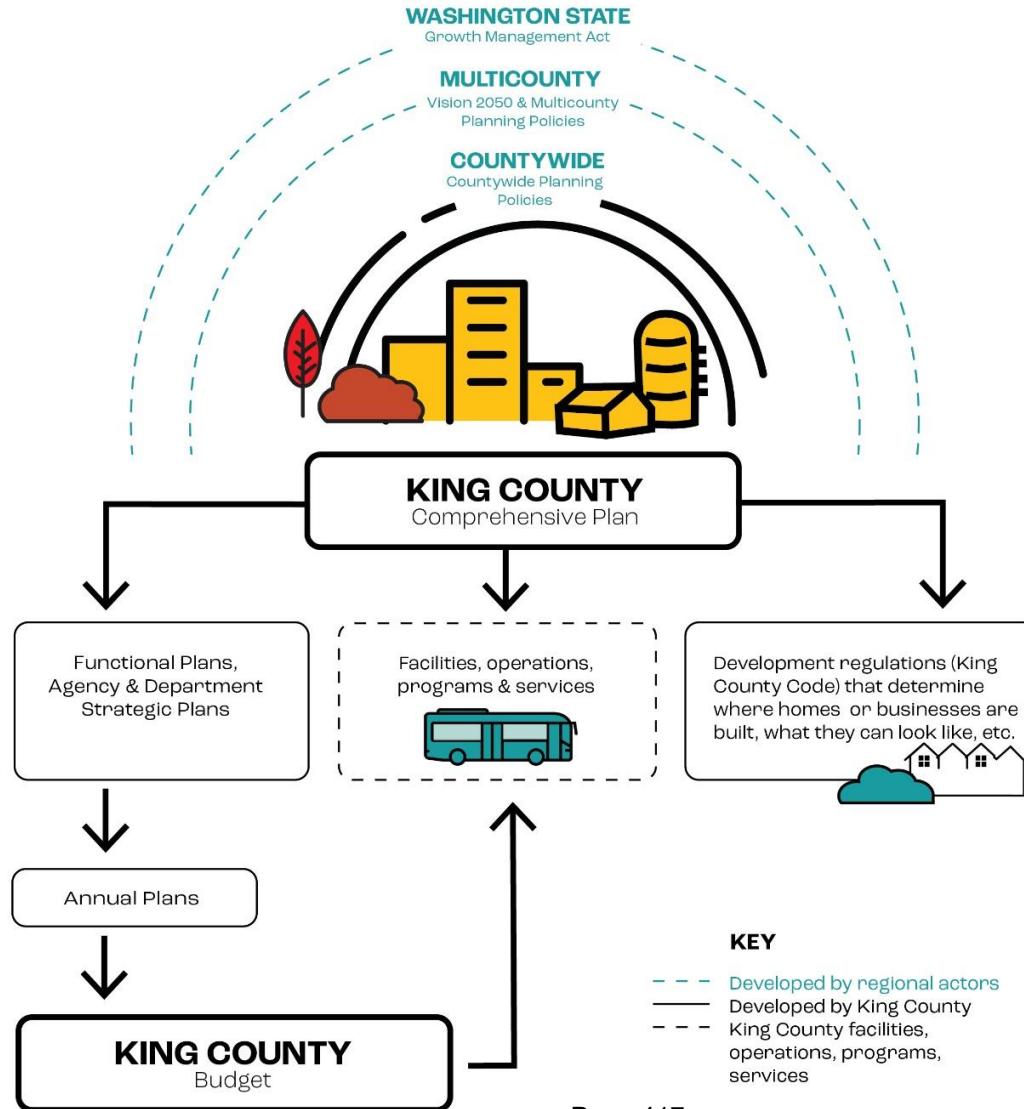 WASHINGTON STATE
Growth Management Act
MULTICOUNTY
Vision 2050 & Multicounty
Planning Policies
COUNTYWIDE
Countywide Planning
Policies
KING COUNTY
Comprehensive Plan
Functional Plans,
Agency & Department
Strategic Plans
Facilities, operations,
programs & services
Development regulations (King
County Code) that determine
where homes or businesses are
built, what they can look like, etc.
Annual Plans
KING COUNTY
Budget
KEY
Developed by regional actors
Developed by King County
King County facilities,
operations, programs,
services